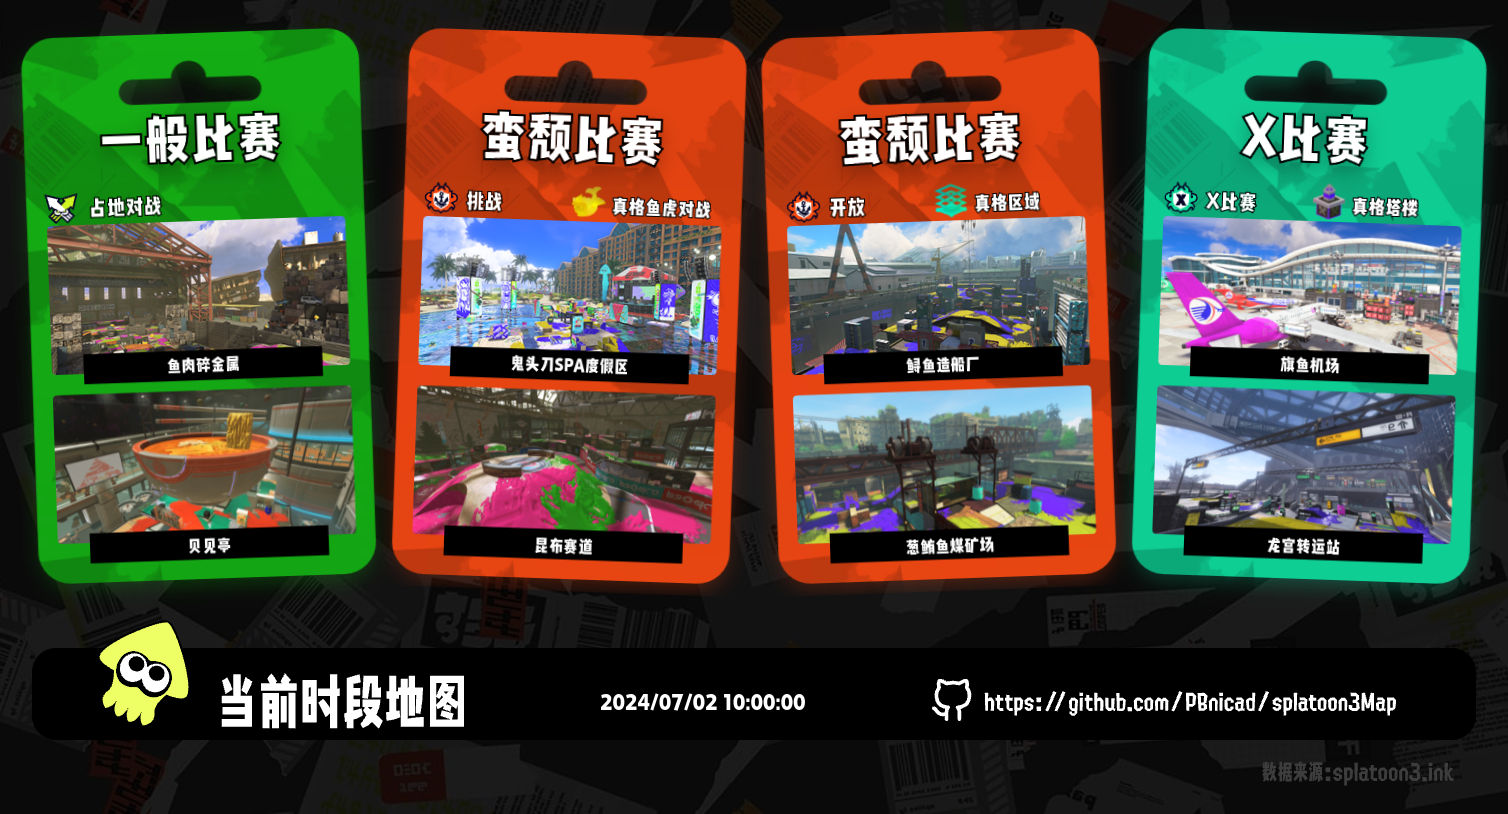 一般比赛
占地对战
鱼肉碎金属
贝见亭
蛮颓比赛
挑战
真格鱼虎对战
鬼头刀SPA度假区
昆布赛道
蛮颓比赛
开放
真格区域
鲟鱼造船厂
葱鲔鱼煤矿场
X比赛
X比赛
真格塔楼
旗鱼机场
龙宫转运站
当前时段地图
2024/07/02 10:00:00
https://github.com/PBnicad/splatoon3Map
数据来源:splatoon3.ink